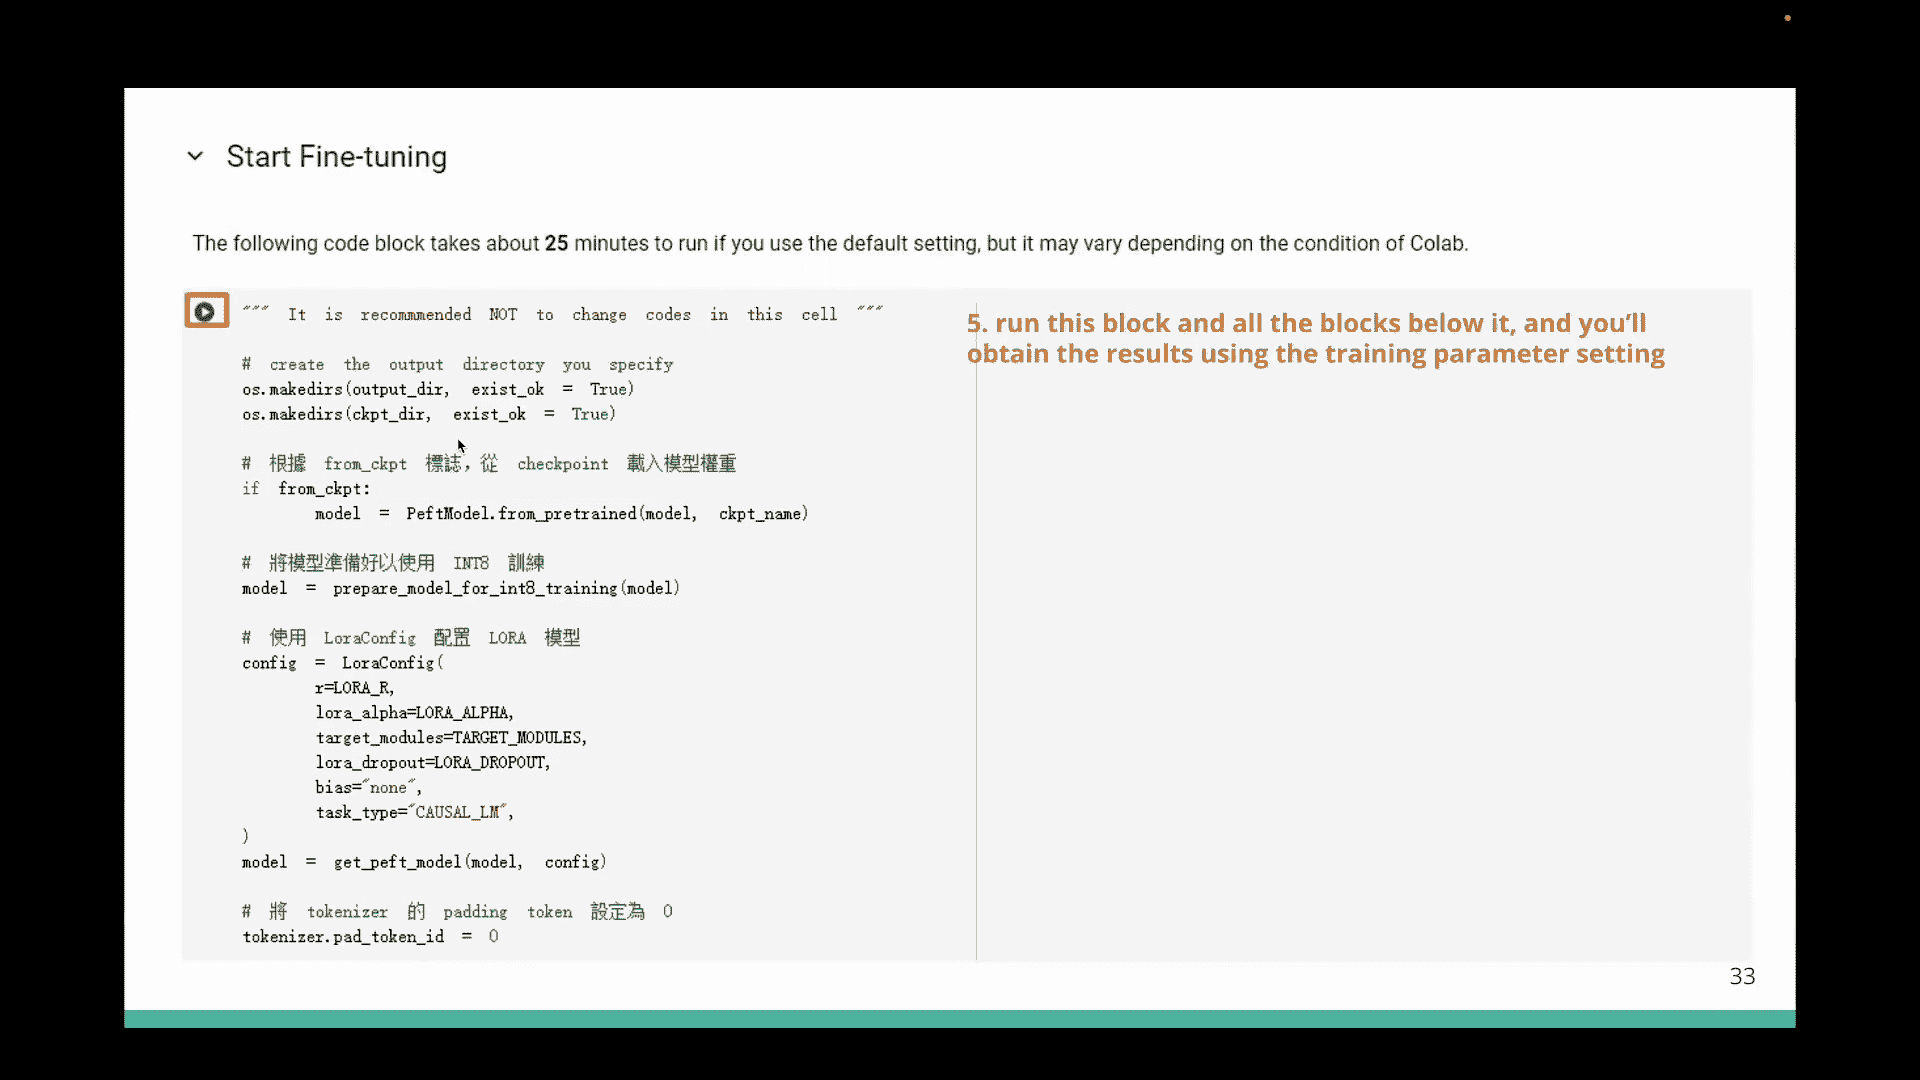 Start Fine-tuning
The following code block takes about 25 minutes to run if you use the default setting, but it may vary depending on the condition of Colab.
""" It is recommmended NOT to change codes in this cell """
5. run this block and all the blocks below it, and you'll
obtain the results using the training parameter setting
# create the output directory you specify
os.makedirs(output_dir, exist_ok = True)
os.makedirs(ckpt_dir, exist_ok = True)
# 根據 from_ckpt 標誌，從 checkpoint 載入模型權重
if from_ckpt:
model = PeftModel.from_pretrained(model, ckpt_name)
# 將模型準備好以使用 INT8 訓練
model = prepare_model_for_int8_training(model)
# 使用 LoraConfig 配置 LORA 模型
config = LoraConfig(
r=LORA_R,
lora_alpha=LORA_ALPHA,
target_modules=TARGET_MODULES,
lora_dropout=LORA_DROPOUT,
bias="none",
task_type="CAUSAL_LM",
)
model = get_peft_model(model, config)
# 將 tokenizer 的 padding token 設定為 0
tokenizer.pad_token_id = 0
33